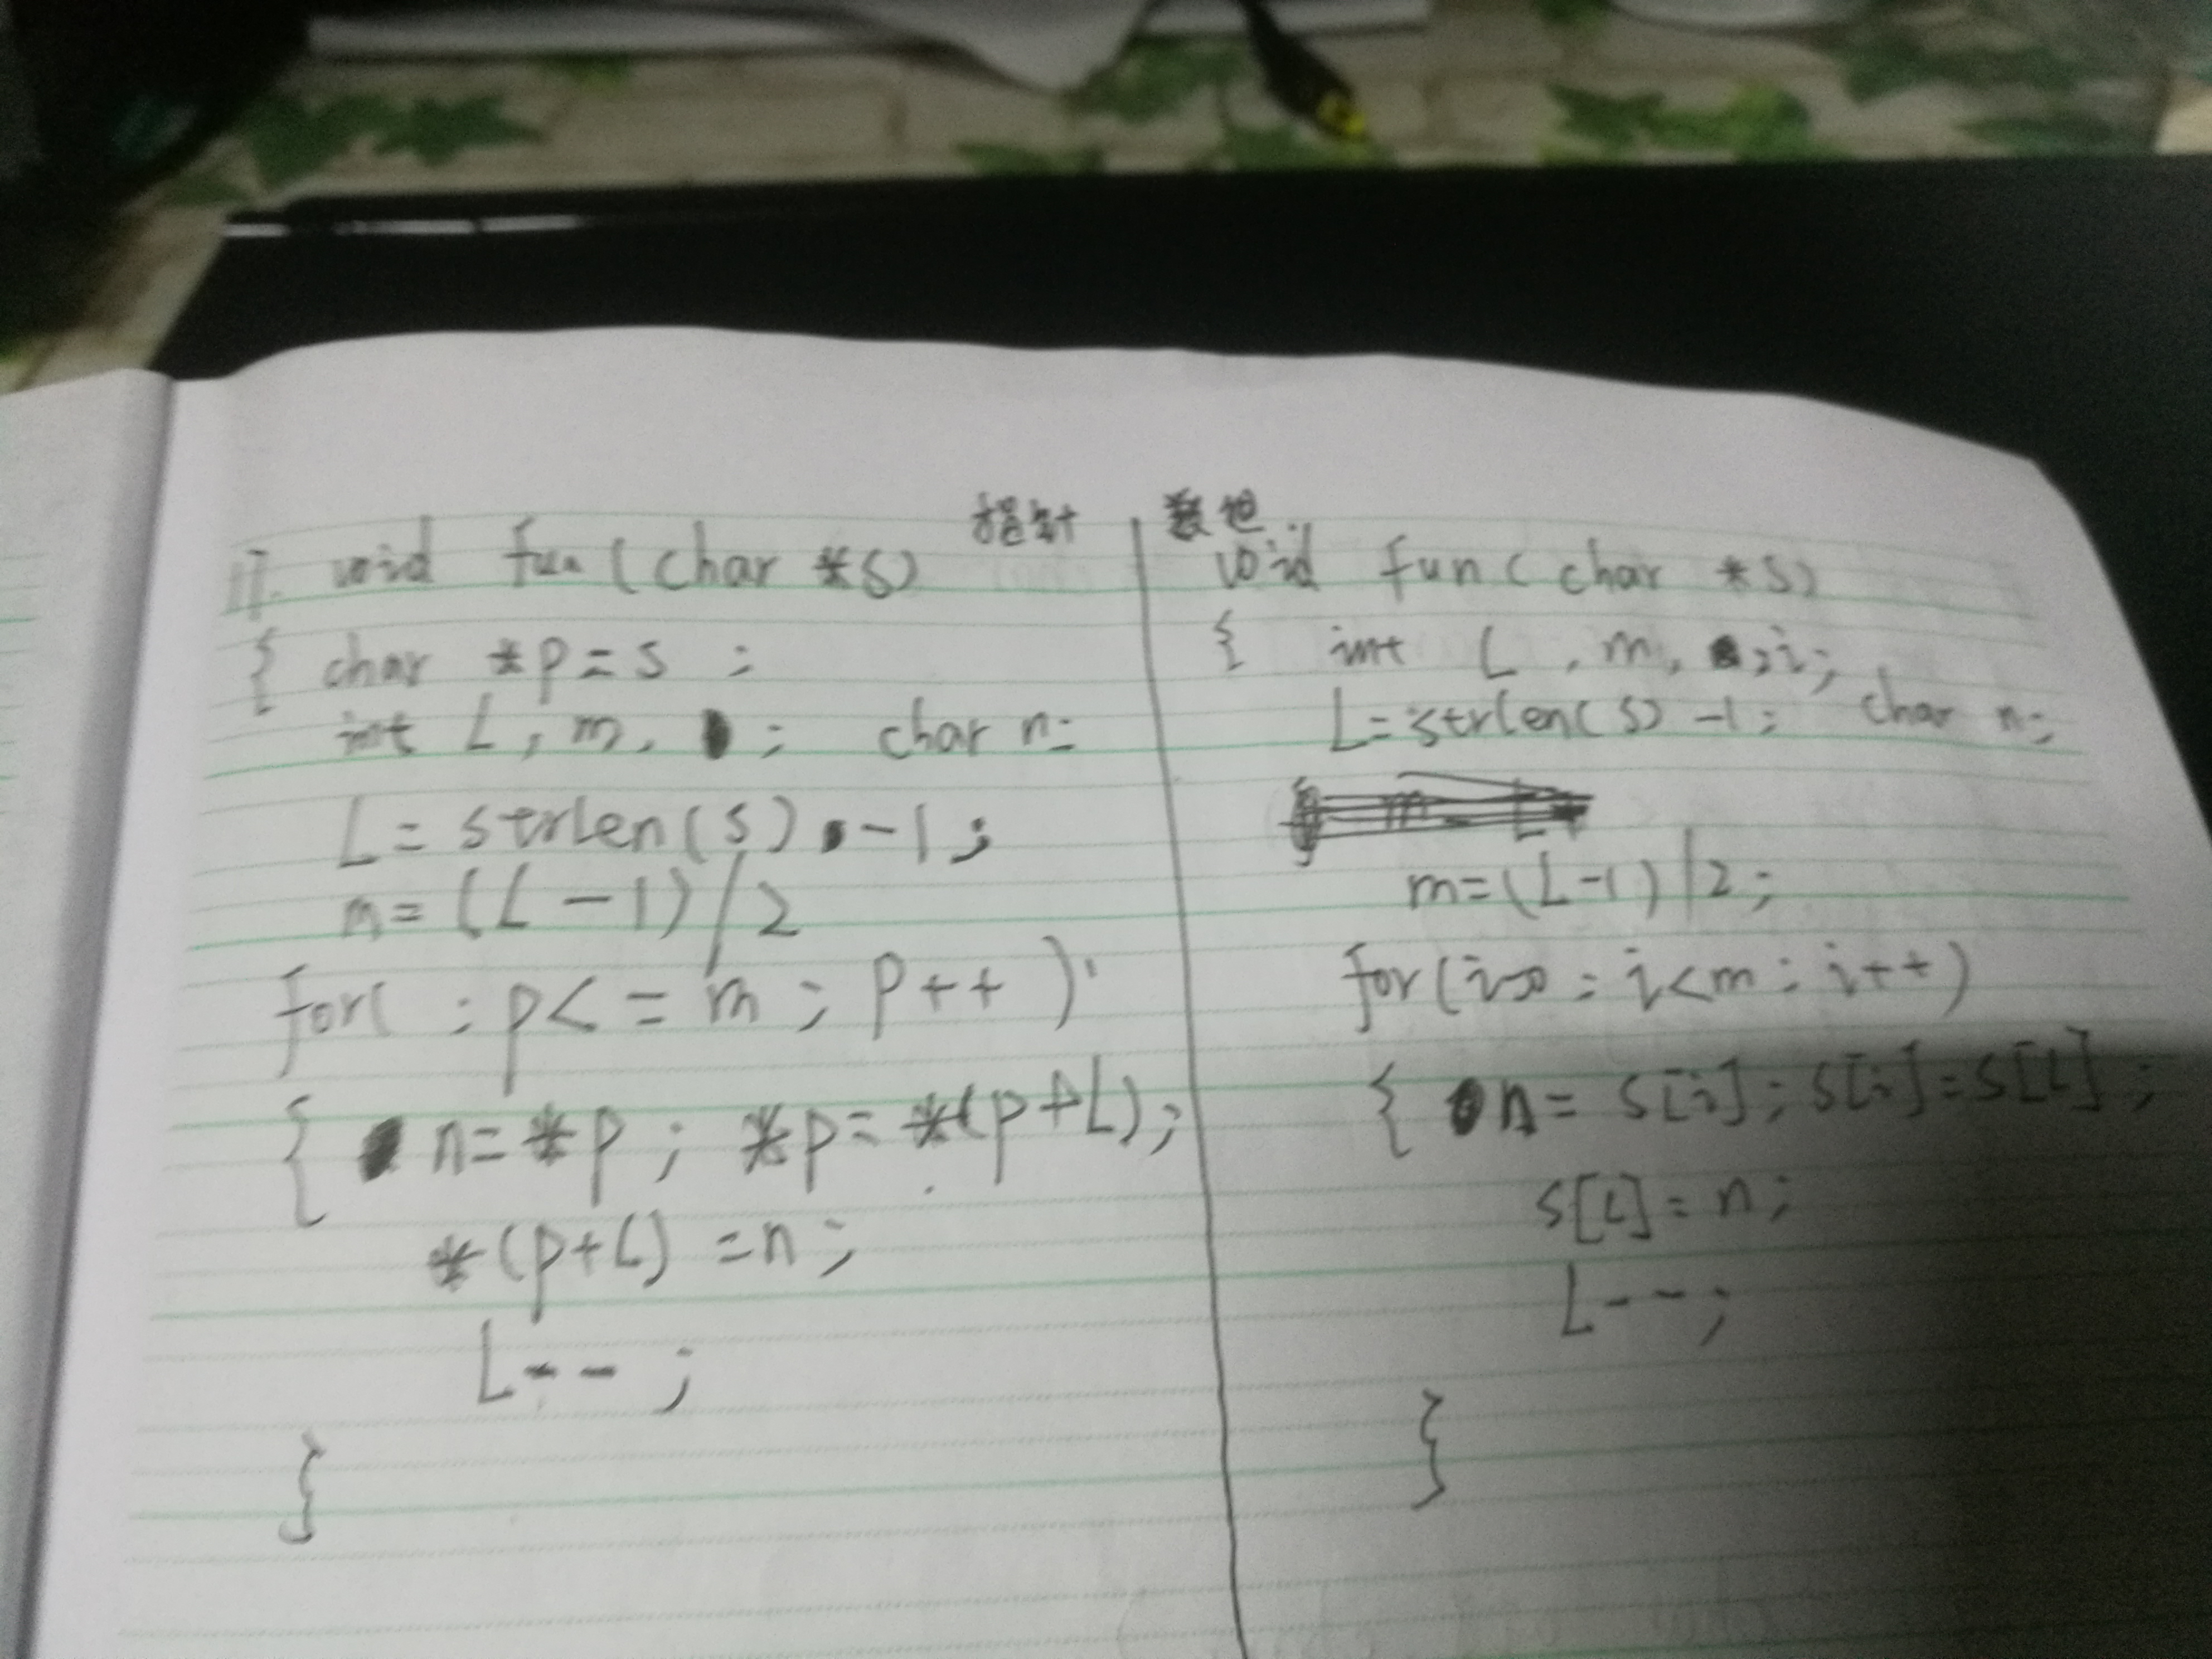 17. void fun (char *s) 指针
{ char *p=s ;
int L, m, ; char n;
L= strlen(s) -1;
m= (L-1)/2
for( ; p<=m; p++)
{ n=*p; *p=*(p+L);
*(p+L) =n;
L--;
}
数组
void fun( char *s)
{ int L, m, ,i;
L=strlen(s)-1; char n;
m=(L-1)/2;
for(i=0; i<m; i++)
{ n= s[i]; s[i]=s[L];
s[L]=n;
L--;
}